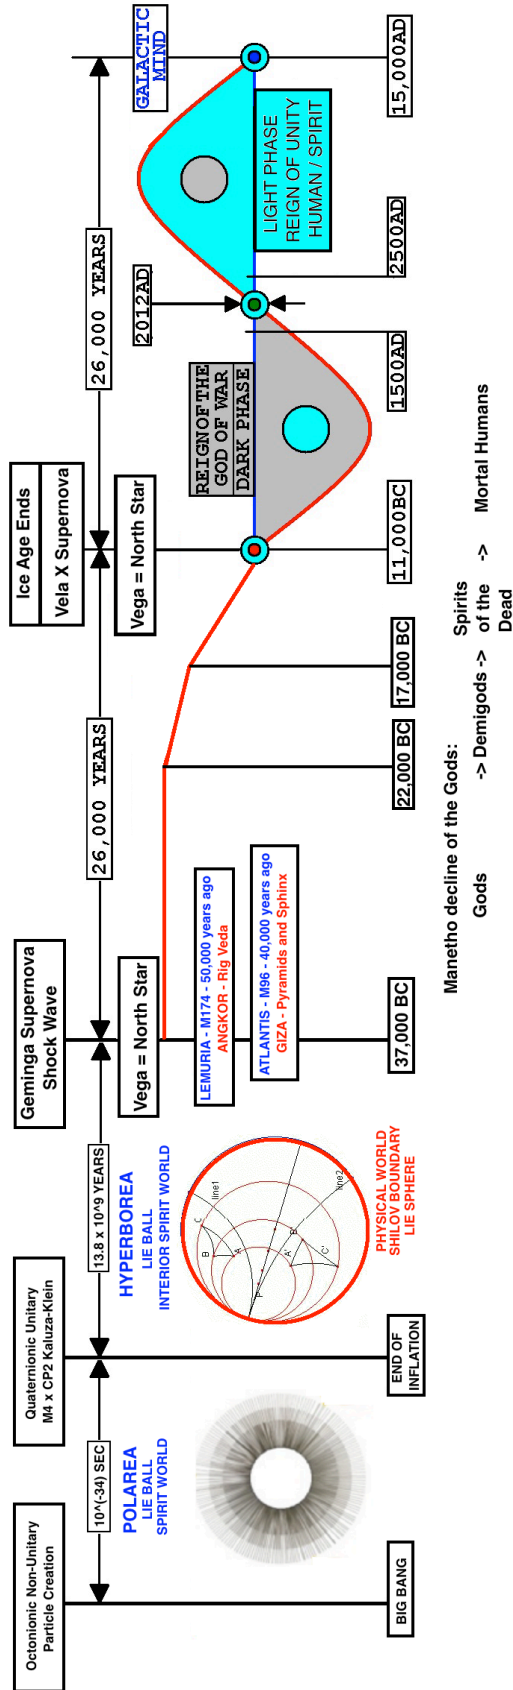 Octonionic Non-Unitary
Particle Creation
Quaternionic Unitary
M4 x CP2 Kaluza-Klein
Geminga Supernova
Shock Wave
Ice Age Ends
Vela X Supernova
10^(-34) SEC
13.8 x 10^9 YEARS
26,000 YEARS
26,000 YEARS
Vega = North Star
Vega = North Star
2012AD
GALACTIC
MIND
POLAREA
LIE BALL
SPIRIT WORLD
HYPERBOREA
LIE BALL
INTERIOR SPIRIT WORLD
LEMURIA - M174 - 50,000 years ago
ANGKOR - Rig Veda
ATLANTIS - M96 - 40,000 years ago
GIZA - Pyramids and Sphinx
REIGN OF THE
GOD OF WAR
DARK PHASE
LIGHT PHASE
REIGN OF UNITY
HUMAN / SPIRIT
line1
C
B
A
P
A'
B'
C'
line2
PHYSICAL WORLD
SHILOV BOUNDARY
LIE SPHERE
BIG BANG
END OF
INFLATION
37,000 BC
22,000 BC
17,000 BC
11,000BC
1500AD
2500AD
15,000AD
Manetho decline of the Gods:
Spirits
Gods -> Demigods -> of the -> Mortal Humans
Dead